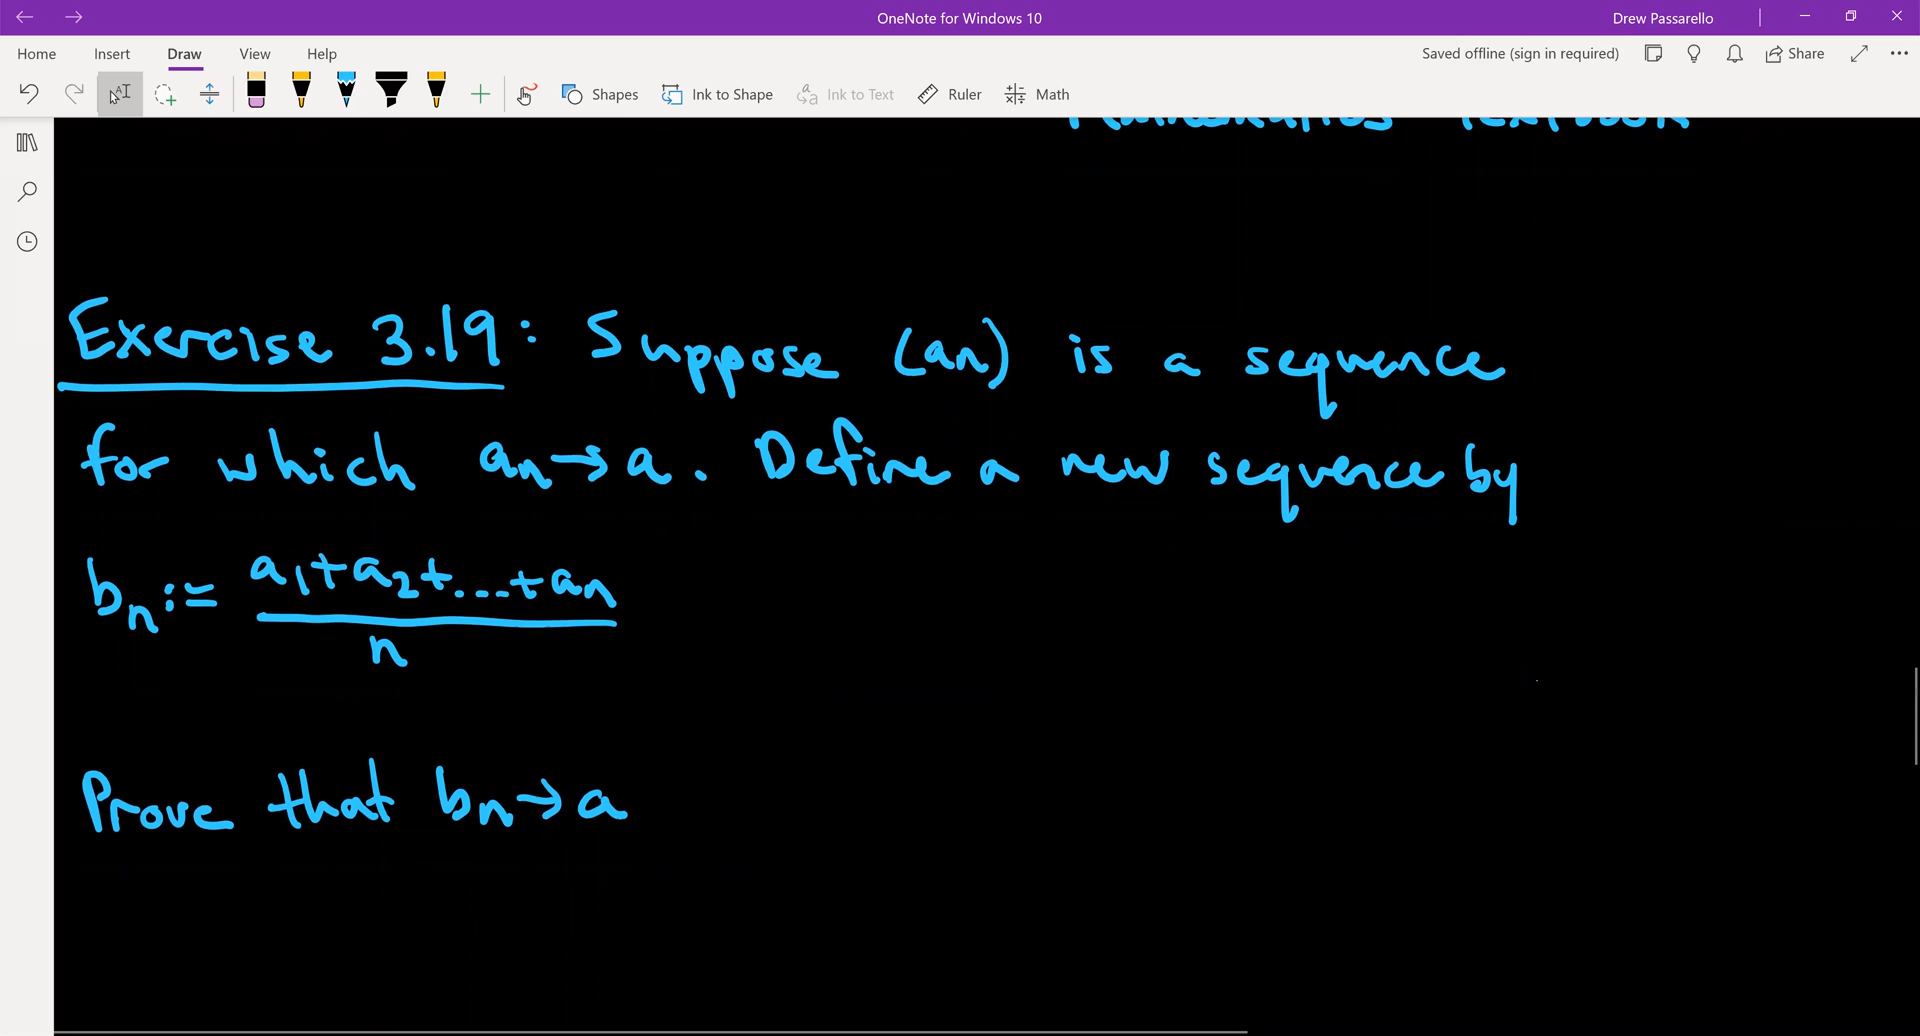 OneNote for Windows 10
Drew Passarello
Home Insert Draw View Help
Saved offline (sign in required) Share
Shapes Ink to Shape Ink to Text Ruler Math
Textbook
Exercise 3.19: Suppose (an) is a sequence
for which an→a. Define a new sequence by
bn := a1+a2+...+an
n
Prove that bn→a